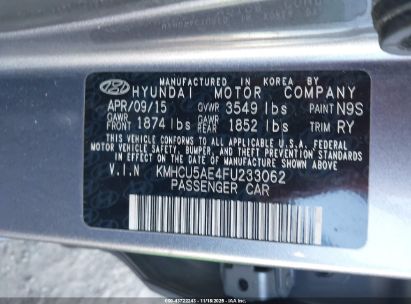 MANUFACTURED IN KOREA BY
HYUNDAI MOTOR COMPANY
APR/09/15 GVWR 3549 lbs PAINT N9S
GAWR FRONT 1874 lbs GAWR REAR 1852 lbs TRIM RY
THIS VEHICLE CONFORMS TO ALL APPLICABLE U.S.A. FEDERAL
MOTOR VEHICLE SAFETY, BUMPER, AND THEFT PREVENTION STANDARDS
IN EFFECT ON THE DATE OF MANUFACTURE SHOWN ABOVE.
V.I.N KMHCU5AE4FU233062
PASSENGER CAR